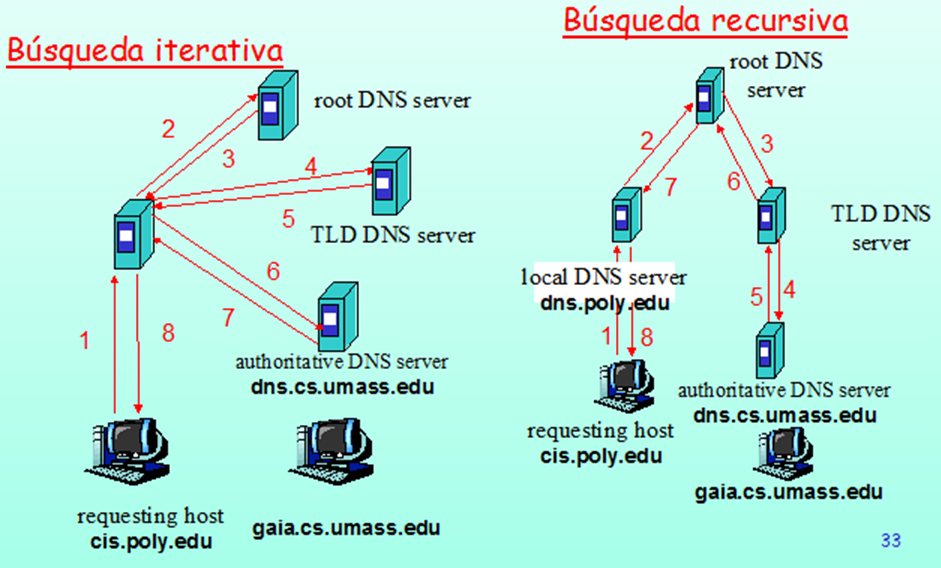 Búsqueda iterativa
root DNS server
2
3
4
5
TLD DNS server
6
7
1
8
authoritative DNS server
dns.cs.umass.edu
requesting host
cis.poly.edu
gaia.cs.umass.edu
Búsqueda recursiva
root DNS
server
2
3
7
6
TLD DNS
server
local DNS server
dns.poly.edu
5
4
1
8
authoritative DNS server
dns.cs.umass.edu
requesting host
cis.poly.edu
gaia.cs.umass.edu
33